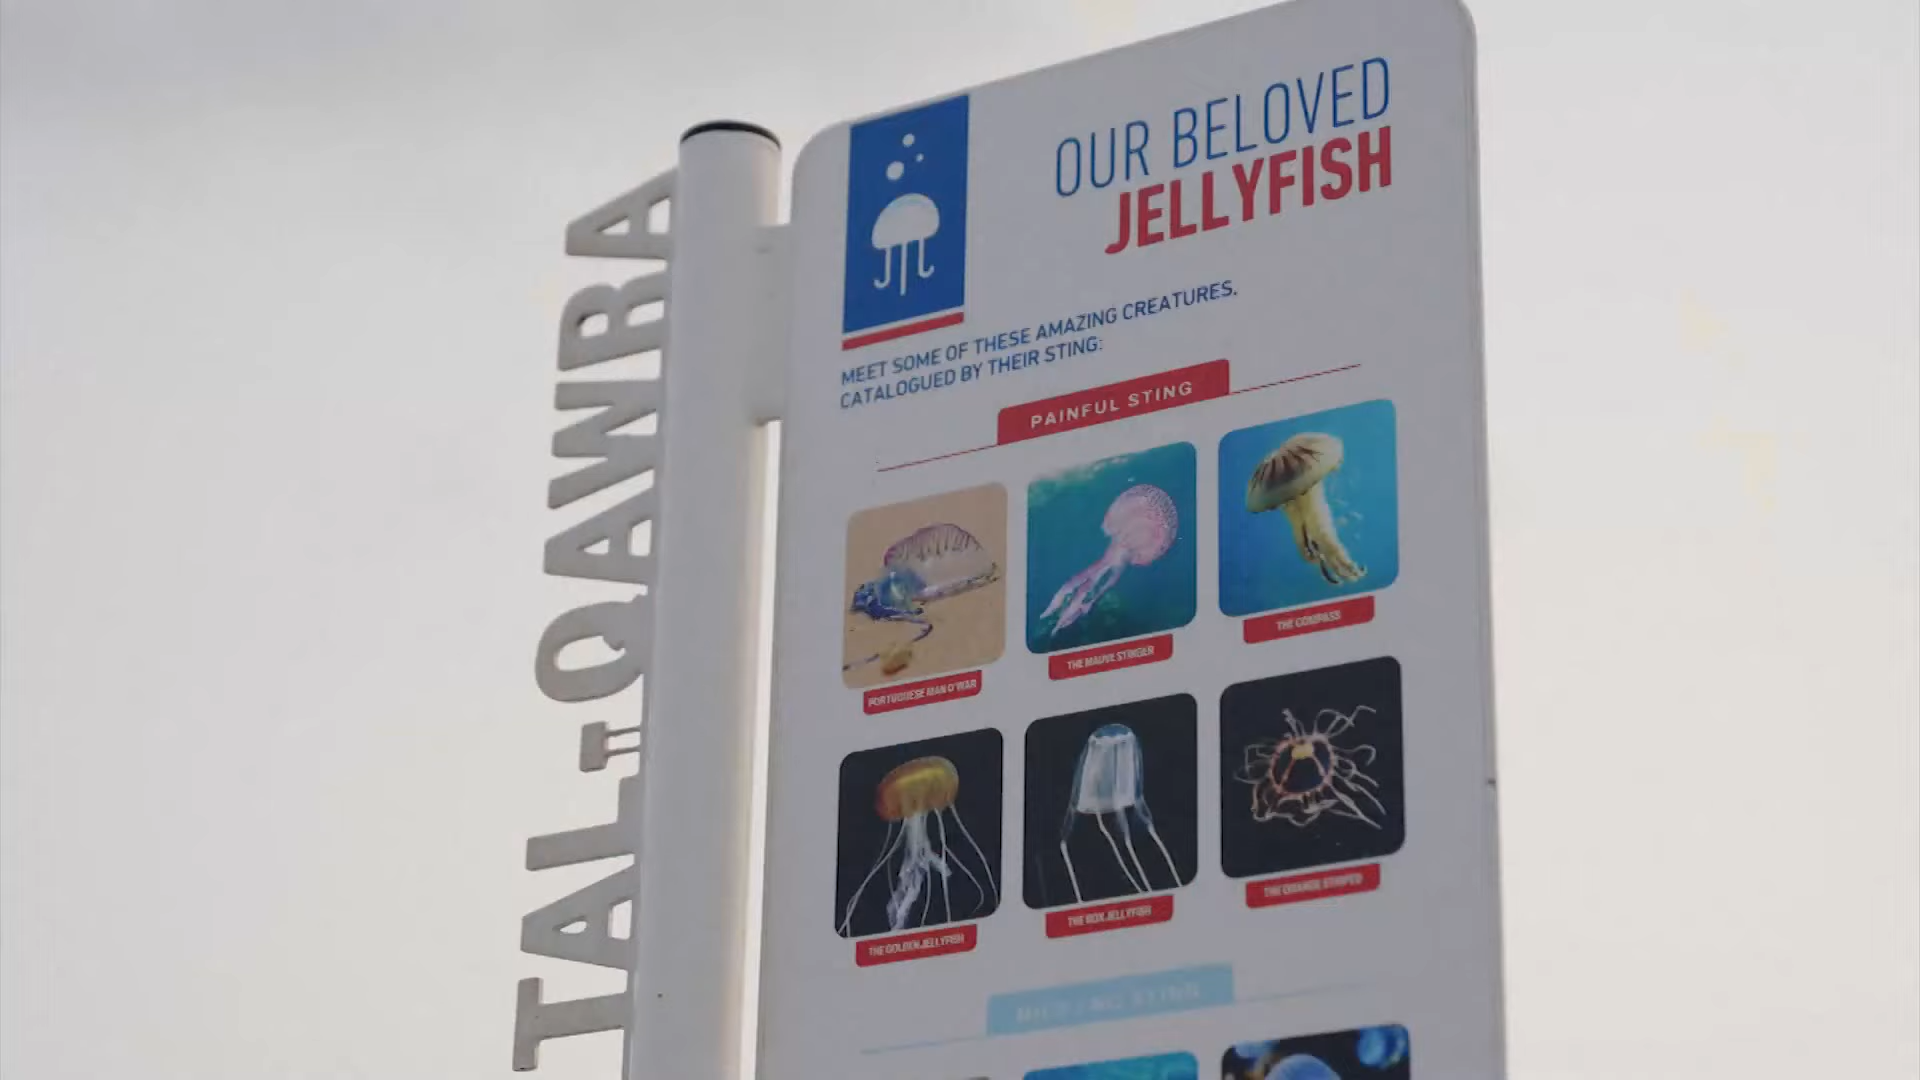 TAL-QAWRA
OUR BELOVED
JELLYFISH
MEET SOME OF THESE AMAZING CREATURES.
CATALOGUED BY THEIR STING:
PAINFUL STING
PORTUGUESE MAN O'WAR
THE MAUVE STINGER
THE COMPASS
THE GOLDEN JELLYFISH
THE BOX JELLYFISH
THE ORANGE STRIPED
STING